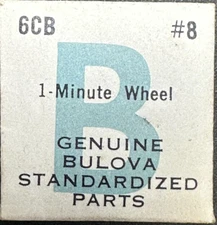 6CB #8
B
1-Minute Wheel
GENUINE
BULOVA
STANDARDIZED
PARTS